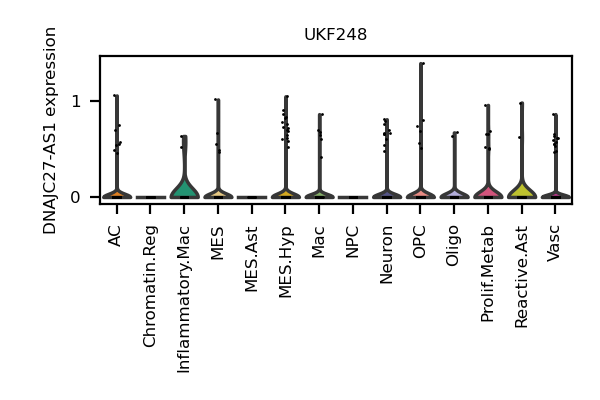 UKF248
DNAJC27-AS1 expression
1
0
AC
Chromatin.Reg
Inflammatory.Mac
MES
MES.Ast
MES.Hyp
Mac
NPC
Neuron
OPC
Oligo
Prolif.Metab
Reactive.Ast
Vasc